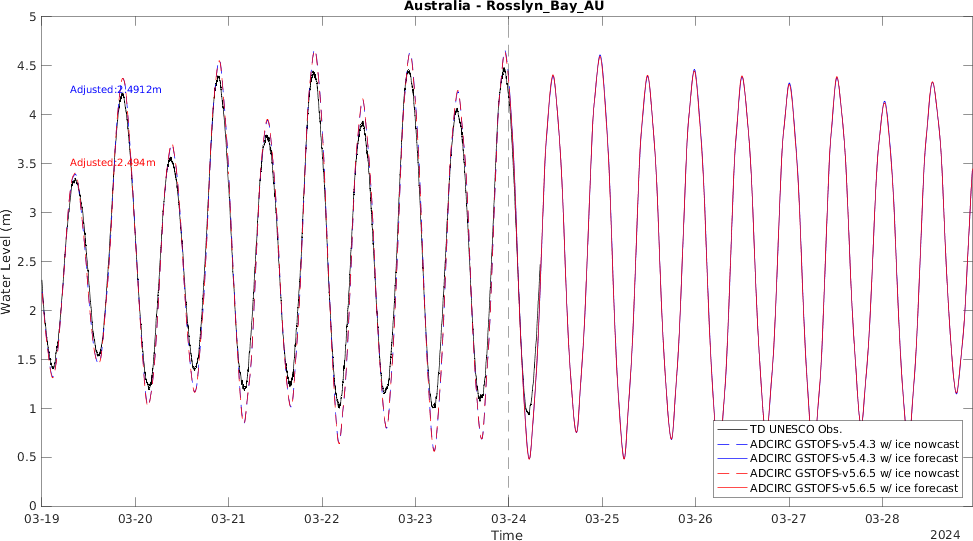 Australia - Rosslyn_Bay_AU
5
4.5
4
3.5
3
2.5
2
1.5
1
0.5
0
Water Level (m)
Adjusted:2.4912m
Adjusted:2.494m
TD UNESCO Obs.
ADCIRC GSTOFS-v5.4.3 w/ ice nowcast
ADCIRC GSTOFS-v5.4.3 w/ ice forecast
ADCIRC GSTOFS-v5.6.5 w/ ice nowcast
ADCIRC GSTOFS-v5.6.5 w/ ice forecast
03-19 03-20 03-21 03-22 03-23 03-24 03-25 03-26 03-27 03-28
Time
2024